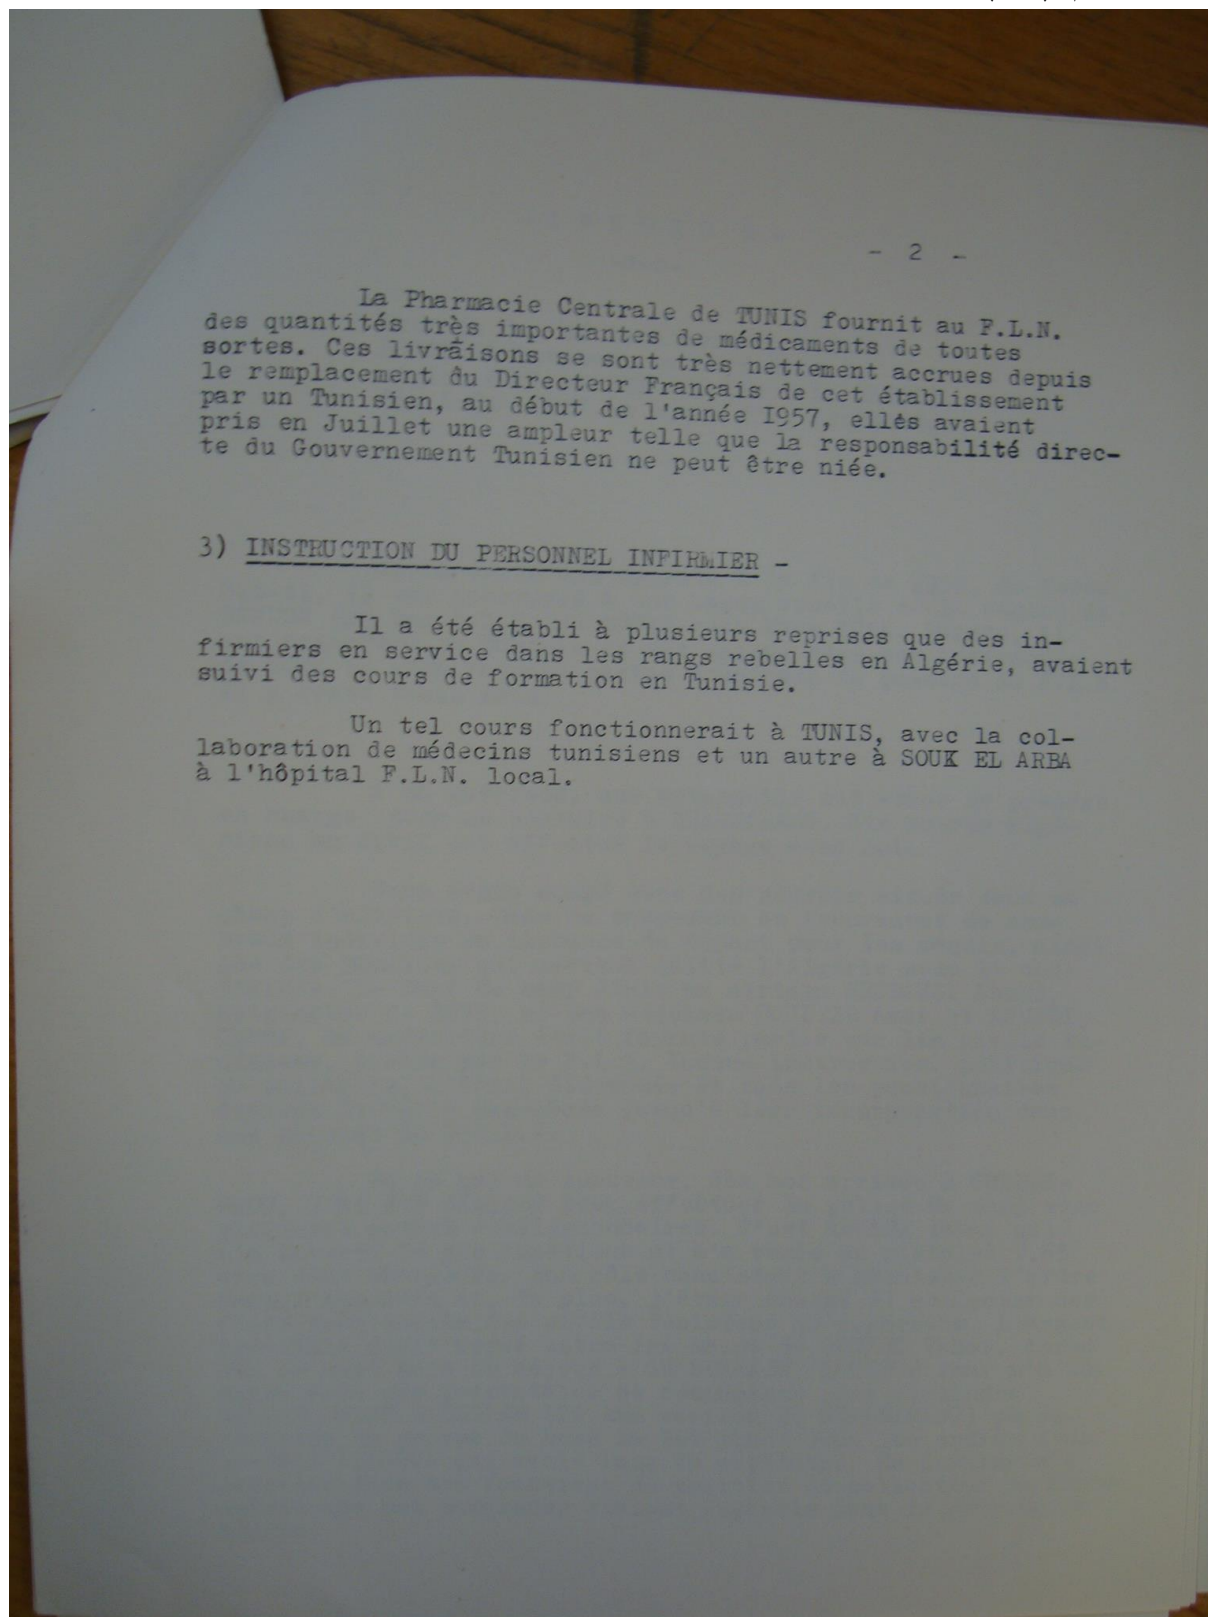 - 2 -
La Pharmacie Centrale de TUNIS fournit au F.L.N.
des quantités très importantes de médicaments de toutes
sortes. Ces livraisons se sont très nettement accrues depuis
le remplacement du Directeur Français de cet établissement
par un Tunisien, au début de l'année I957, elles avaient
pris en Juillet une ampleur telle que la responsabilité direc-
te du Gouvernement Tunisien ne peut être niée.
3) INSTRUCTION DU PERSONNEL INFIRMIER -
Il a été établi à plusieurs reprises que des in-
firmiers en service dans les rangs rebelles en Algérie, avaient
suivi des cours de formation en Tunisie.
Un tel cours fonctionnerait à TUNIS, avec la col-
laboration de médecins tunisiens et un autre à SOUK EL ARBA
à l'hôpital F.L.N. local.